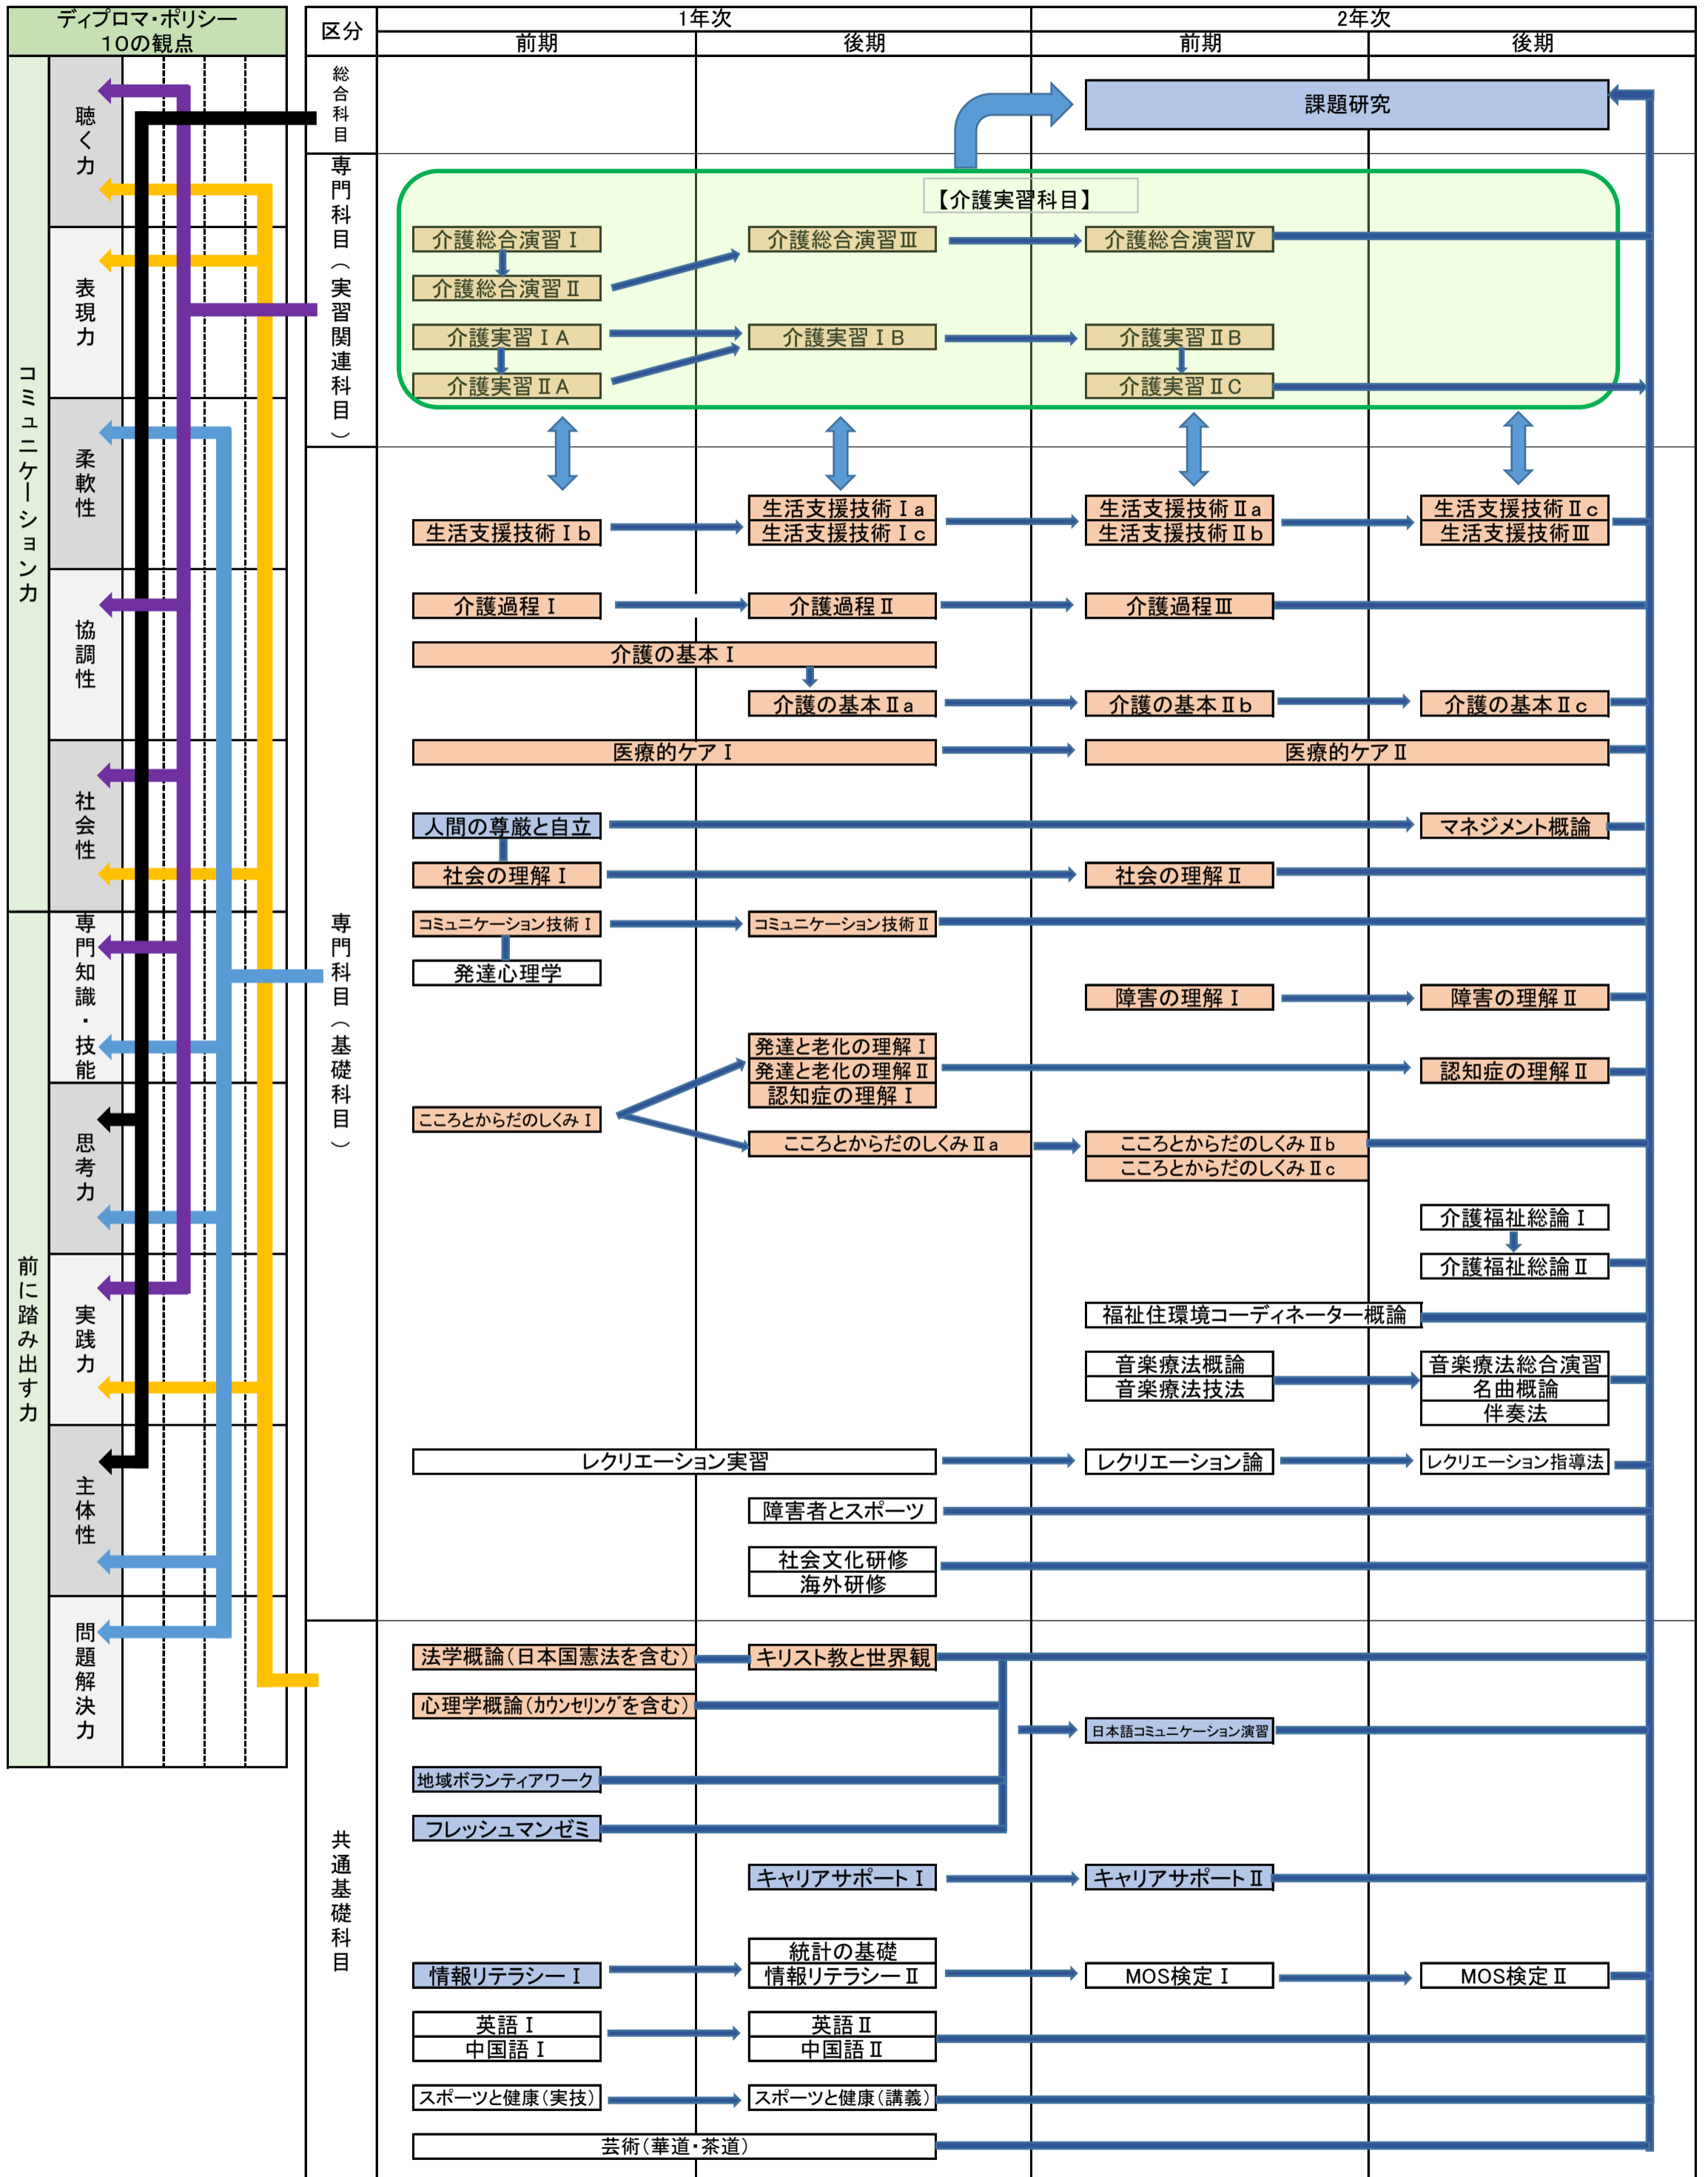 ディプロマ・ポリシー
10の観点
コミュニケーション力
聴く力
表現力
柔軟性
協調性
社会性
前に踏み出す力
専門知識・技能
思考力
実践力
主体性
問題解決力
区分
1年次
2年次
前期
後期
前期
後期
総合科目
課題研究
専門科目(実習関連科目)
【介護実習科目】
介護総合演習Ⅰ
介護総合演習Ⅲ
介護総合演習Ⅳ
介護総合演習Ⅱ
介護実習ⅠA
介護実習ⅠB
介護実習ⅡB
介護実習ⅡA
介護実習ⅡC
専門科目(基礎科目)
生活支援技術Ⅰb
生活支援技術Ⅰa
生活支援技術Ⅰc
生活支援技術Ⅱa
生活支援技術Ⅱb
生活支援技術Ⅱc
生活支援技術Ⅲ
介護過程Ⅰ
介護過程Ⅱ
介護過程Ⅲ
介護の基本Ⅰ
介護の基本Ⅱa
介護の基本Ⅱb
介護の基本Ⅱc
医療的ケアⅠ
医療的ケアⅡ
人間の尊厳と自立
マネジメント概論
社会の理解Ⅰ
社会の理解Ⅱ
コミュニケーション技術Ⅰ
コミュニケーション技術Ⅱ
発達心理学
障害の理解Ⅰ
障害の理解Ⅱ
発達と老化の理解Ⅰ
発達と老化の理解Ⅱ
認知症の理解Ⅰ
認知症の理解Ⅱ
こころとからだのしくみⅠ
こころとからだのしくみⅡa
こころとからだのしくみⅡb
こころとからだのしくみⅡc
介護福祉総論Ⅰ
介護福祉総論Ⅱ
福祉住環境コーディネーター概論
音楽療法概論
音楽療法技法
音楽療法総合演習
名曲概論
伴奏法
レクリエーション実習
レクリエーション論
レクリエーション指導法
障害者とスポーツ
社会文化研修
海外研修
共通基礎科目
法学概論(日本国憲法を含む)
キリスト教と世界観
心理学概論(カウンセリングを含む)
日本語コミュニケーション演習
地域ボランティアワーク
フレッシュマンゼミ
キャリアサポートⅠ
キャリアサポートⅡ
情報リテラシーⅠ
統計の基礎
情報リテラシーⅡ
MOS検定Ⅰ
MOS検定Ⅱ
英語Ⅰ
中国語Ⅰ
英語Ⅱ
中国語Ⅱ
スポーツと健康(実技)
スポーツと健康(講義)
芸術(華道・茶道)